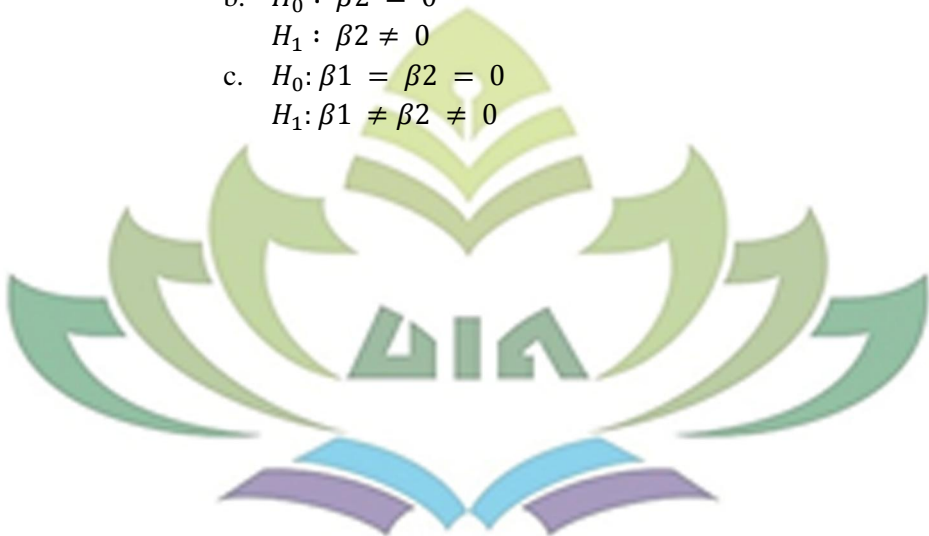 b. 𝐻₀ : 𝛽2 = 0
𝐻₁ : 𝛽2 ≠ 0
c. 𝐻₀: 𝛽1 = 𝛽2 = 0
𝐻₁: 𝛽1 ≠ 𝛽2 ≠ 0
UIN